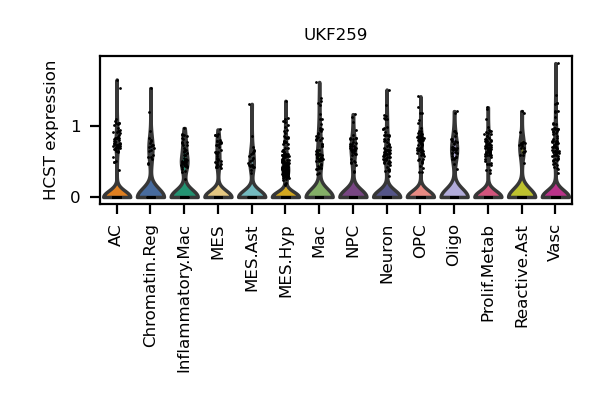 UKF259
HCST expression
1
0
AC
Chromatin.Reg
Inflammatory.Mac
MES
MES.Ast
MES.Hyp
Mac
NPC
Neuron
OPC
Oligo
Prolif.Metab
Reactive.Ast
Vasc